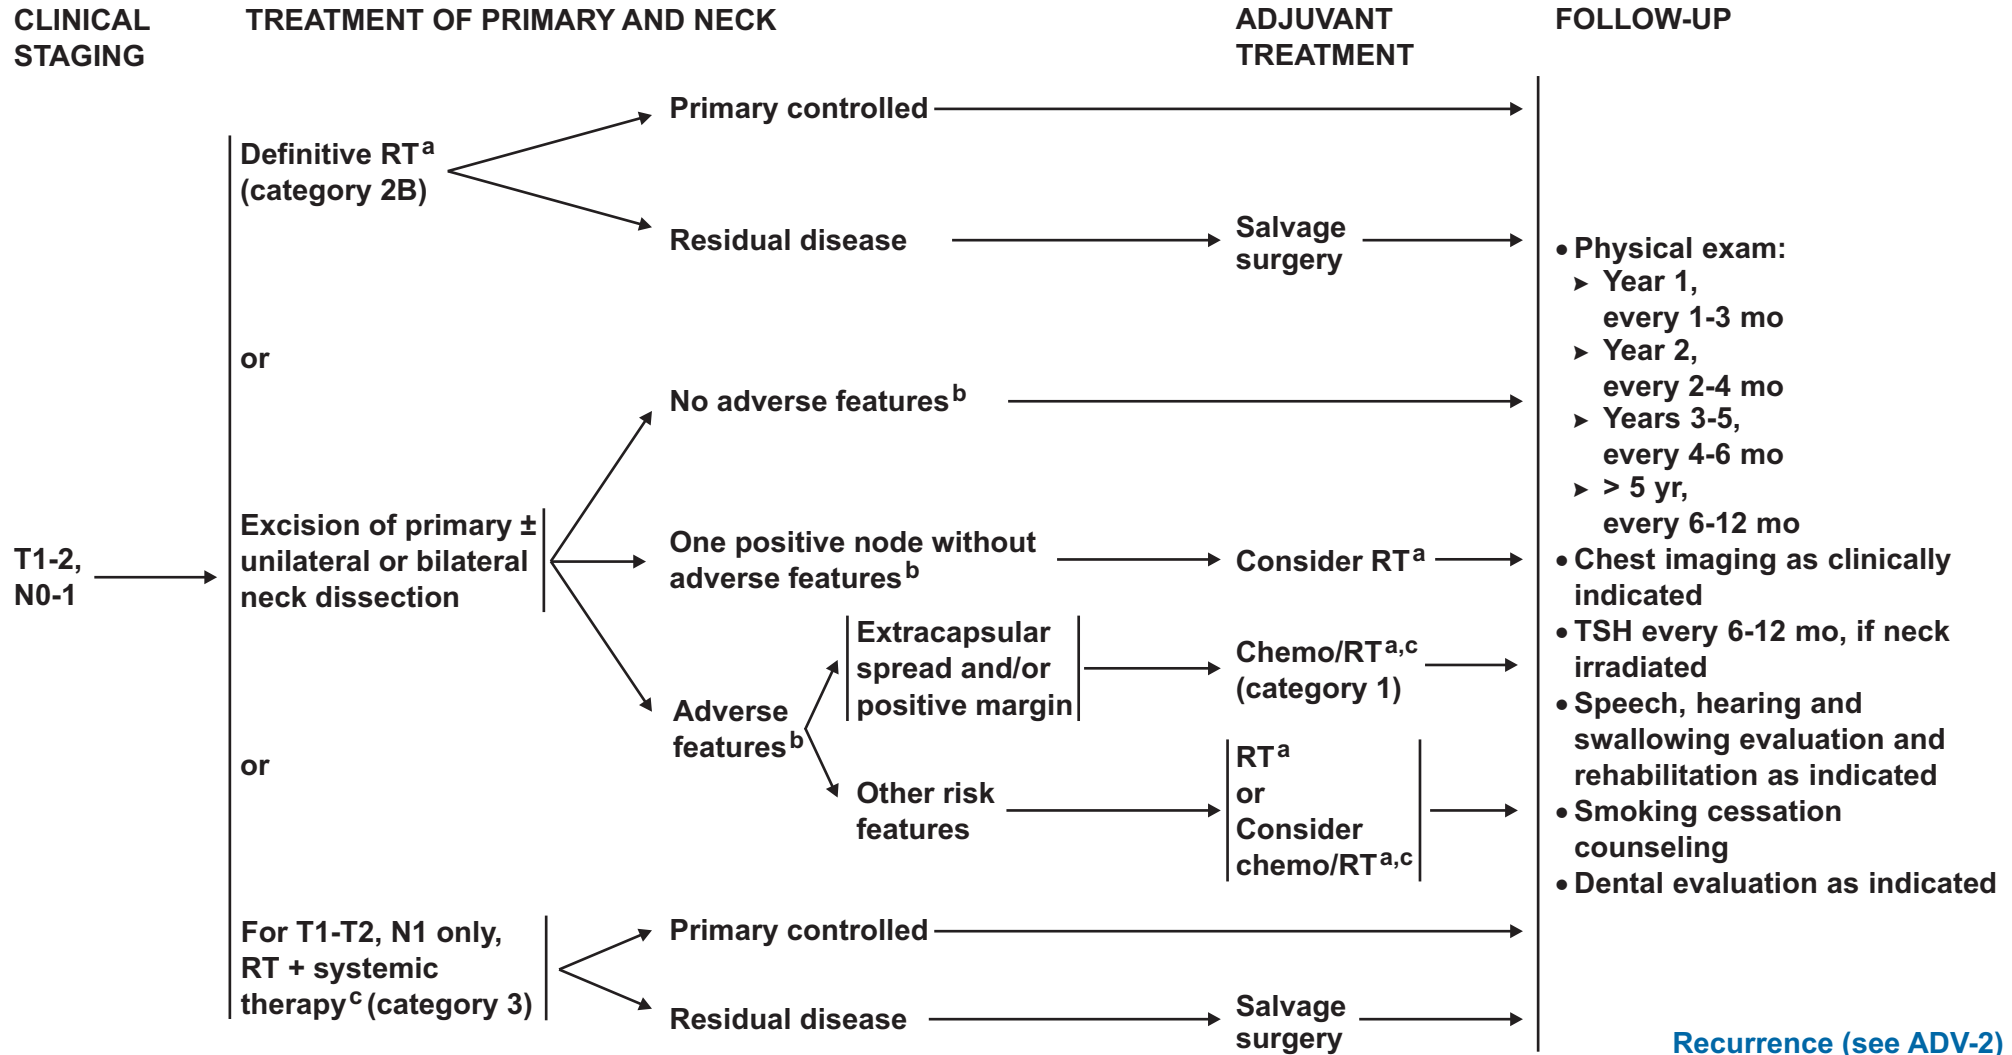 CLINICAL
STAGING
TREATMENT OF PRIMARY AND NECK
ADJUVANT
TREATMENT
FOLLOW-UP
T1-2,
N0-1
Definitive RTa
(category 2B)
or
Excision of primary ±
unilateral or bilateral
neck dissection
or
For T1-T2, N1 only,
RT + systemic
therapyc (category 3)
Primary controlled
Residual disease
Salvage
surgery
No adverse featuresb
One positive node without
adverse featuresb
Consider RTa
Adverse
featuresb
Extracapsular
spread and/or
positive margin
Chemo/RTa,c
(category 1)
Other risk
features
RTa
or
Consider
chemo/RTa,c
Primary controlled
Residual disease
Salvage
surgery
• Physical exam:
➤ Year 1,
every 1-3 mo
➤ Year 2,
every 2-4 mo
➤ Years 3-5,
every 4-6 mo
➤ > 5 yr,
every 6-12 mo
• Chest imaging as clinically
indicated
• TSH every 6-12 mo, if neck
irradiated
• Speech, hearing and
swallowing evaluation and
rehabilitation as indicated
• Smoking cessation
counseling
• Dental evaluation as indicated
Recurrence (see ADV-2)